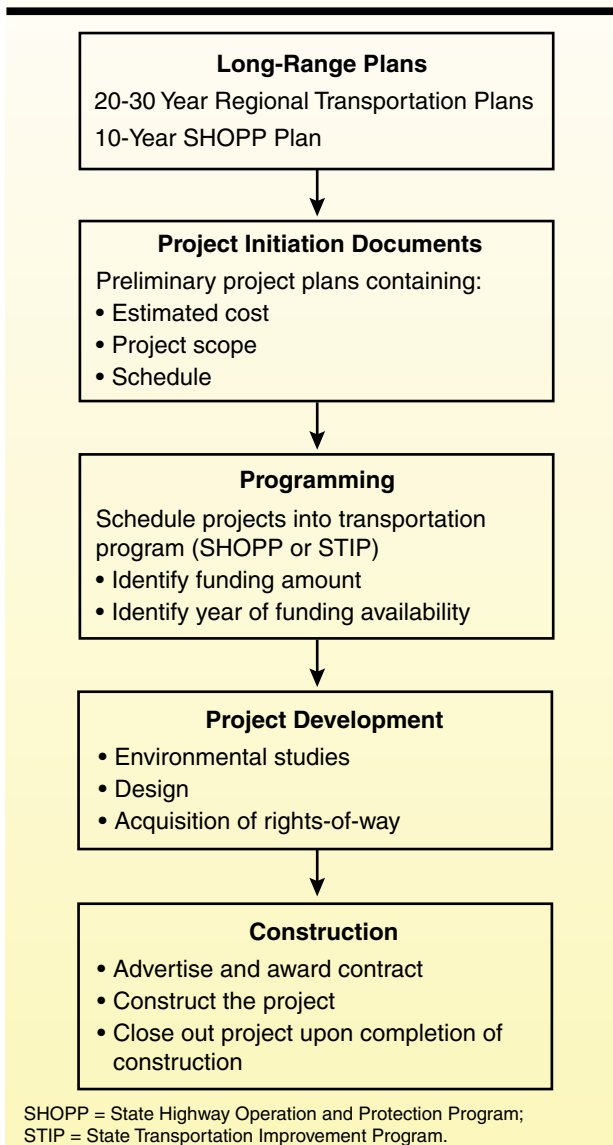 Long-Range Plans
20-30 Year Regional Transportation Plans
10-Year SHOPP Plan
Project Initiation Documents
Preliminary project plans containing:
• Estimated cost
• Project scope
• Schedule
Programming
Schedule projects into transportation
program (SHOPP or STIP)
• Identify funding amount
• Identify year of funding availability
Project Development
• Environmental studies
• Design
• Acquisition of rights-of-way
Construction
• Advertise and award contract
• Construct the project
• Close out project upon completion of
construction
SHOPP = State Highway Operation and Protection Program;
STIP = State Transportation Improvement Program.